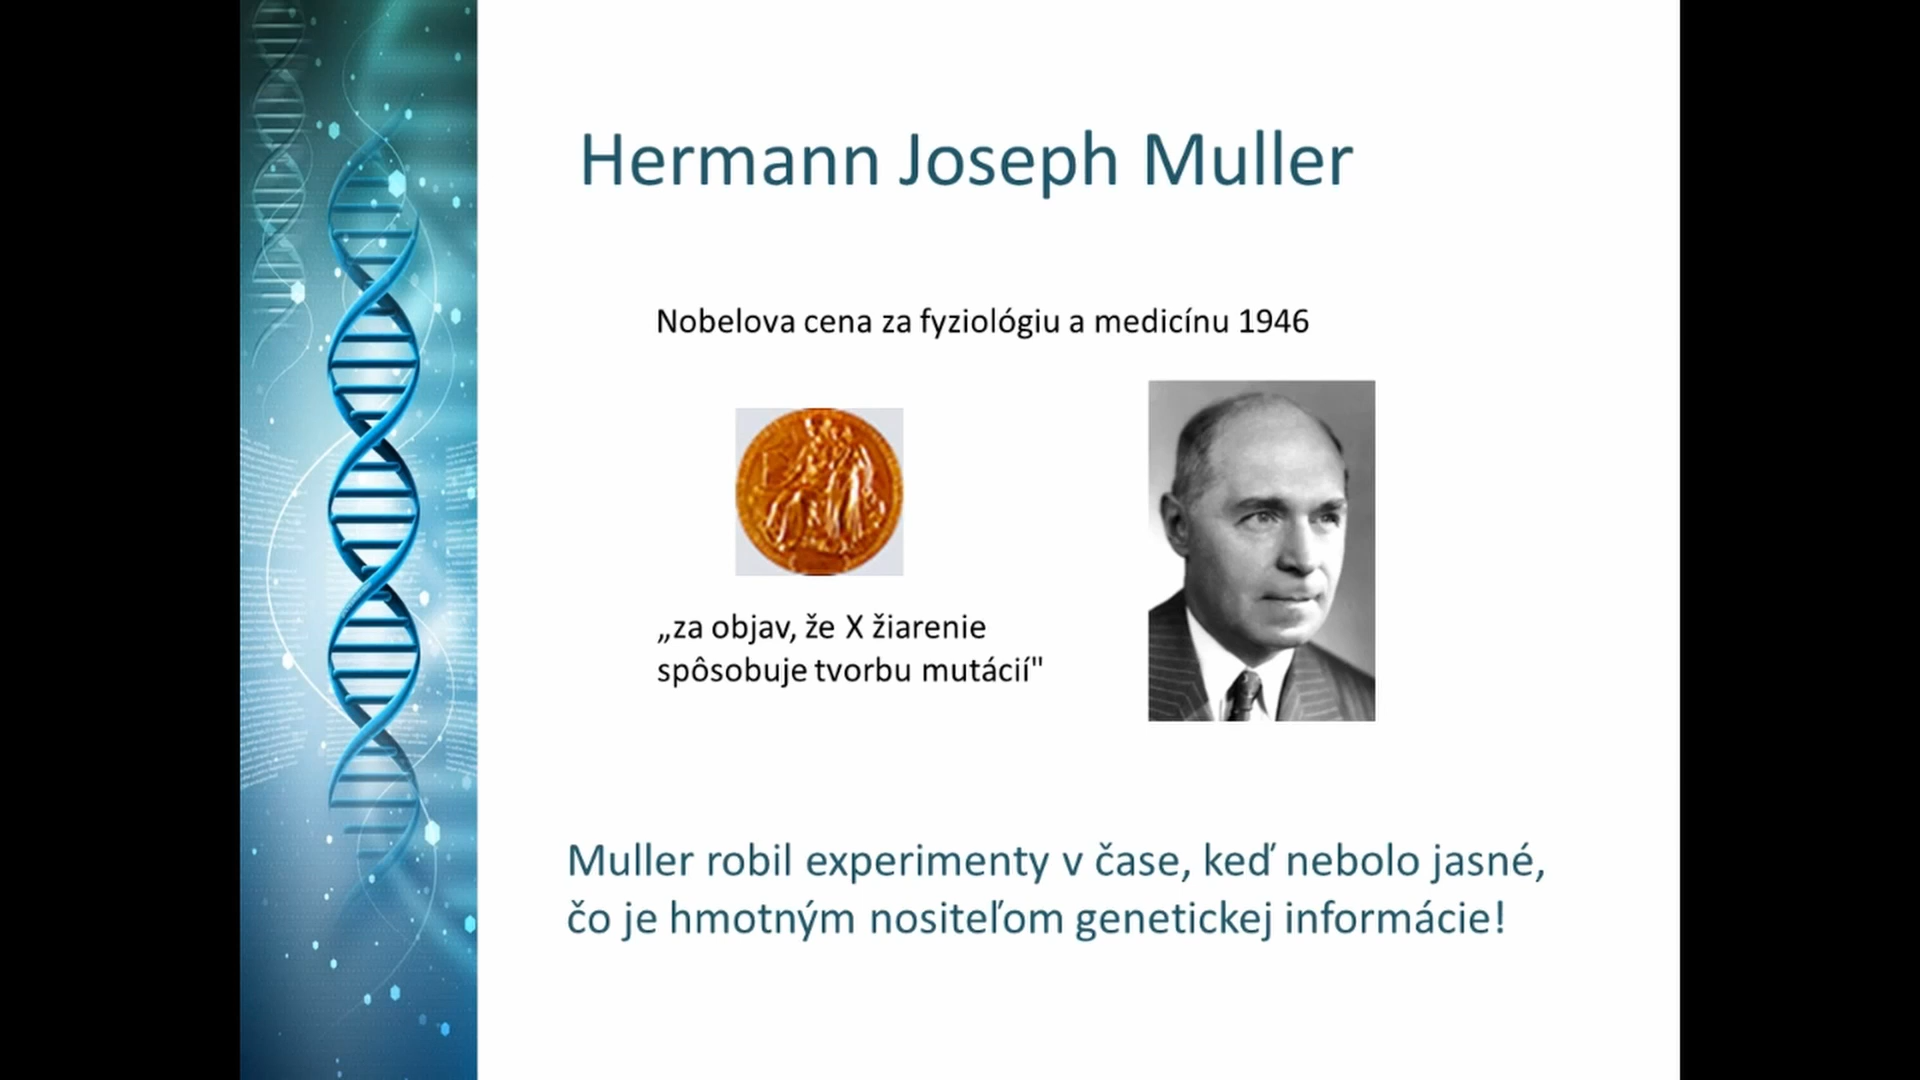 Hermann Joseph Muller
Nobelova cena za fyziológiu a medicínu 1946
„za objav, že X žiarenie
spôsobuje tvorbu mutácií"
Muller robil experimenty v čase, keď nebolo jasné,
čo je hmotným nositeľom genetickej informácie!